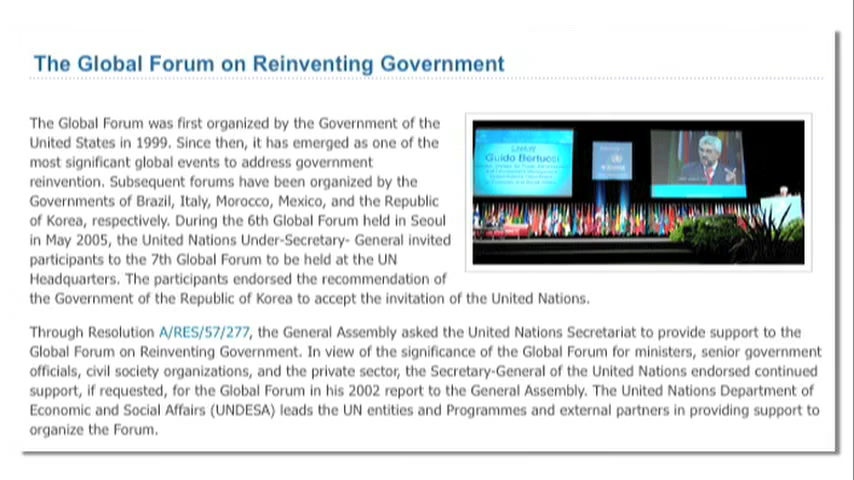 The Global Forum on Reinventing Government
The Global Forum was first organized by the Government of the
United States in 1999. Since then, it has emerged as one of the
most significant global events to address government
reinvention. Subsequent forums have been organized by the
Governments of Brazil, Italy, Morocco, Mexico, and the Republic
of Korea, respectively. During the 6th Global Forum held in Seoul
in May 2005, the United Nations Under-Secretary- General invited
participants to the 7th Global Forum to be held at the UN
Headquarters. The participants endorsed the recommendation of
the Government of the Republic of Korea to accept the invitation of the United Nations.
Guido Bertucci
Through Resolution A/RES/57/277, the General Assembly asked the United Nations Secretariat to provide support to the
Global Forum on Reinventing Government. In view of the significance of the Global Forum for ministers, senior government
officials, civil society organizations, and the private sector, the Secretary-General of the United Nations endorsed continued
support, if requested, for the Global Forum in his 2002 report to the General Assembly. The United Nations Department of
Economic and Social Affairs (UNDESA) leads the UN entities and Programmes and external partners in providing support to
organize the Forum.